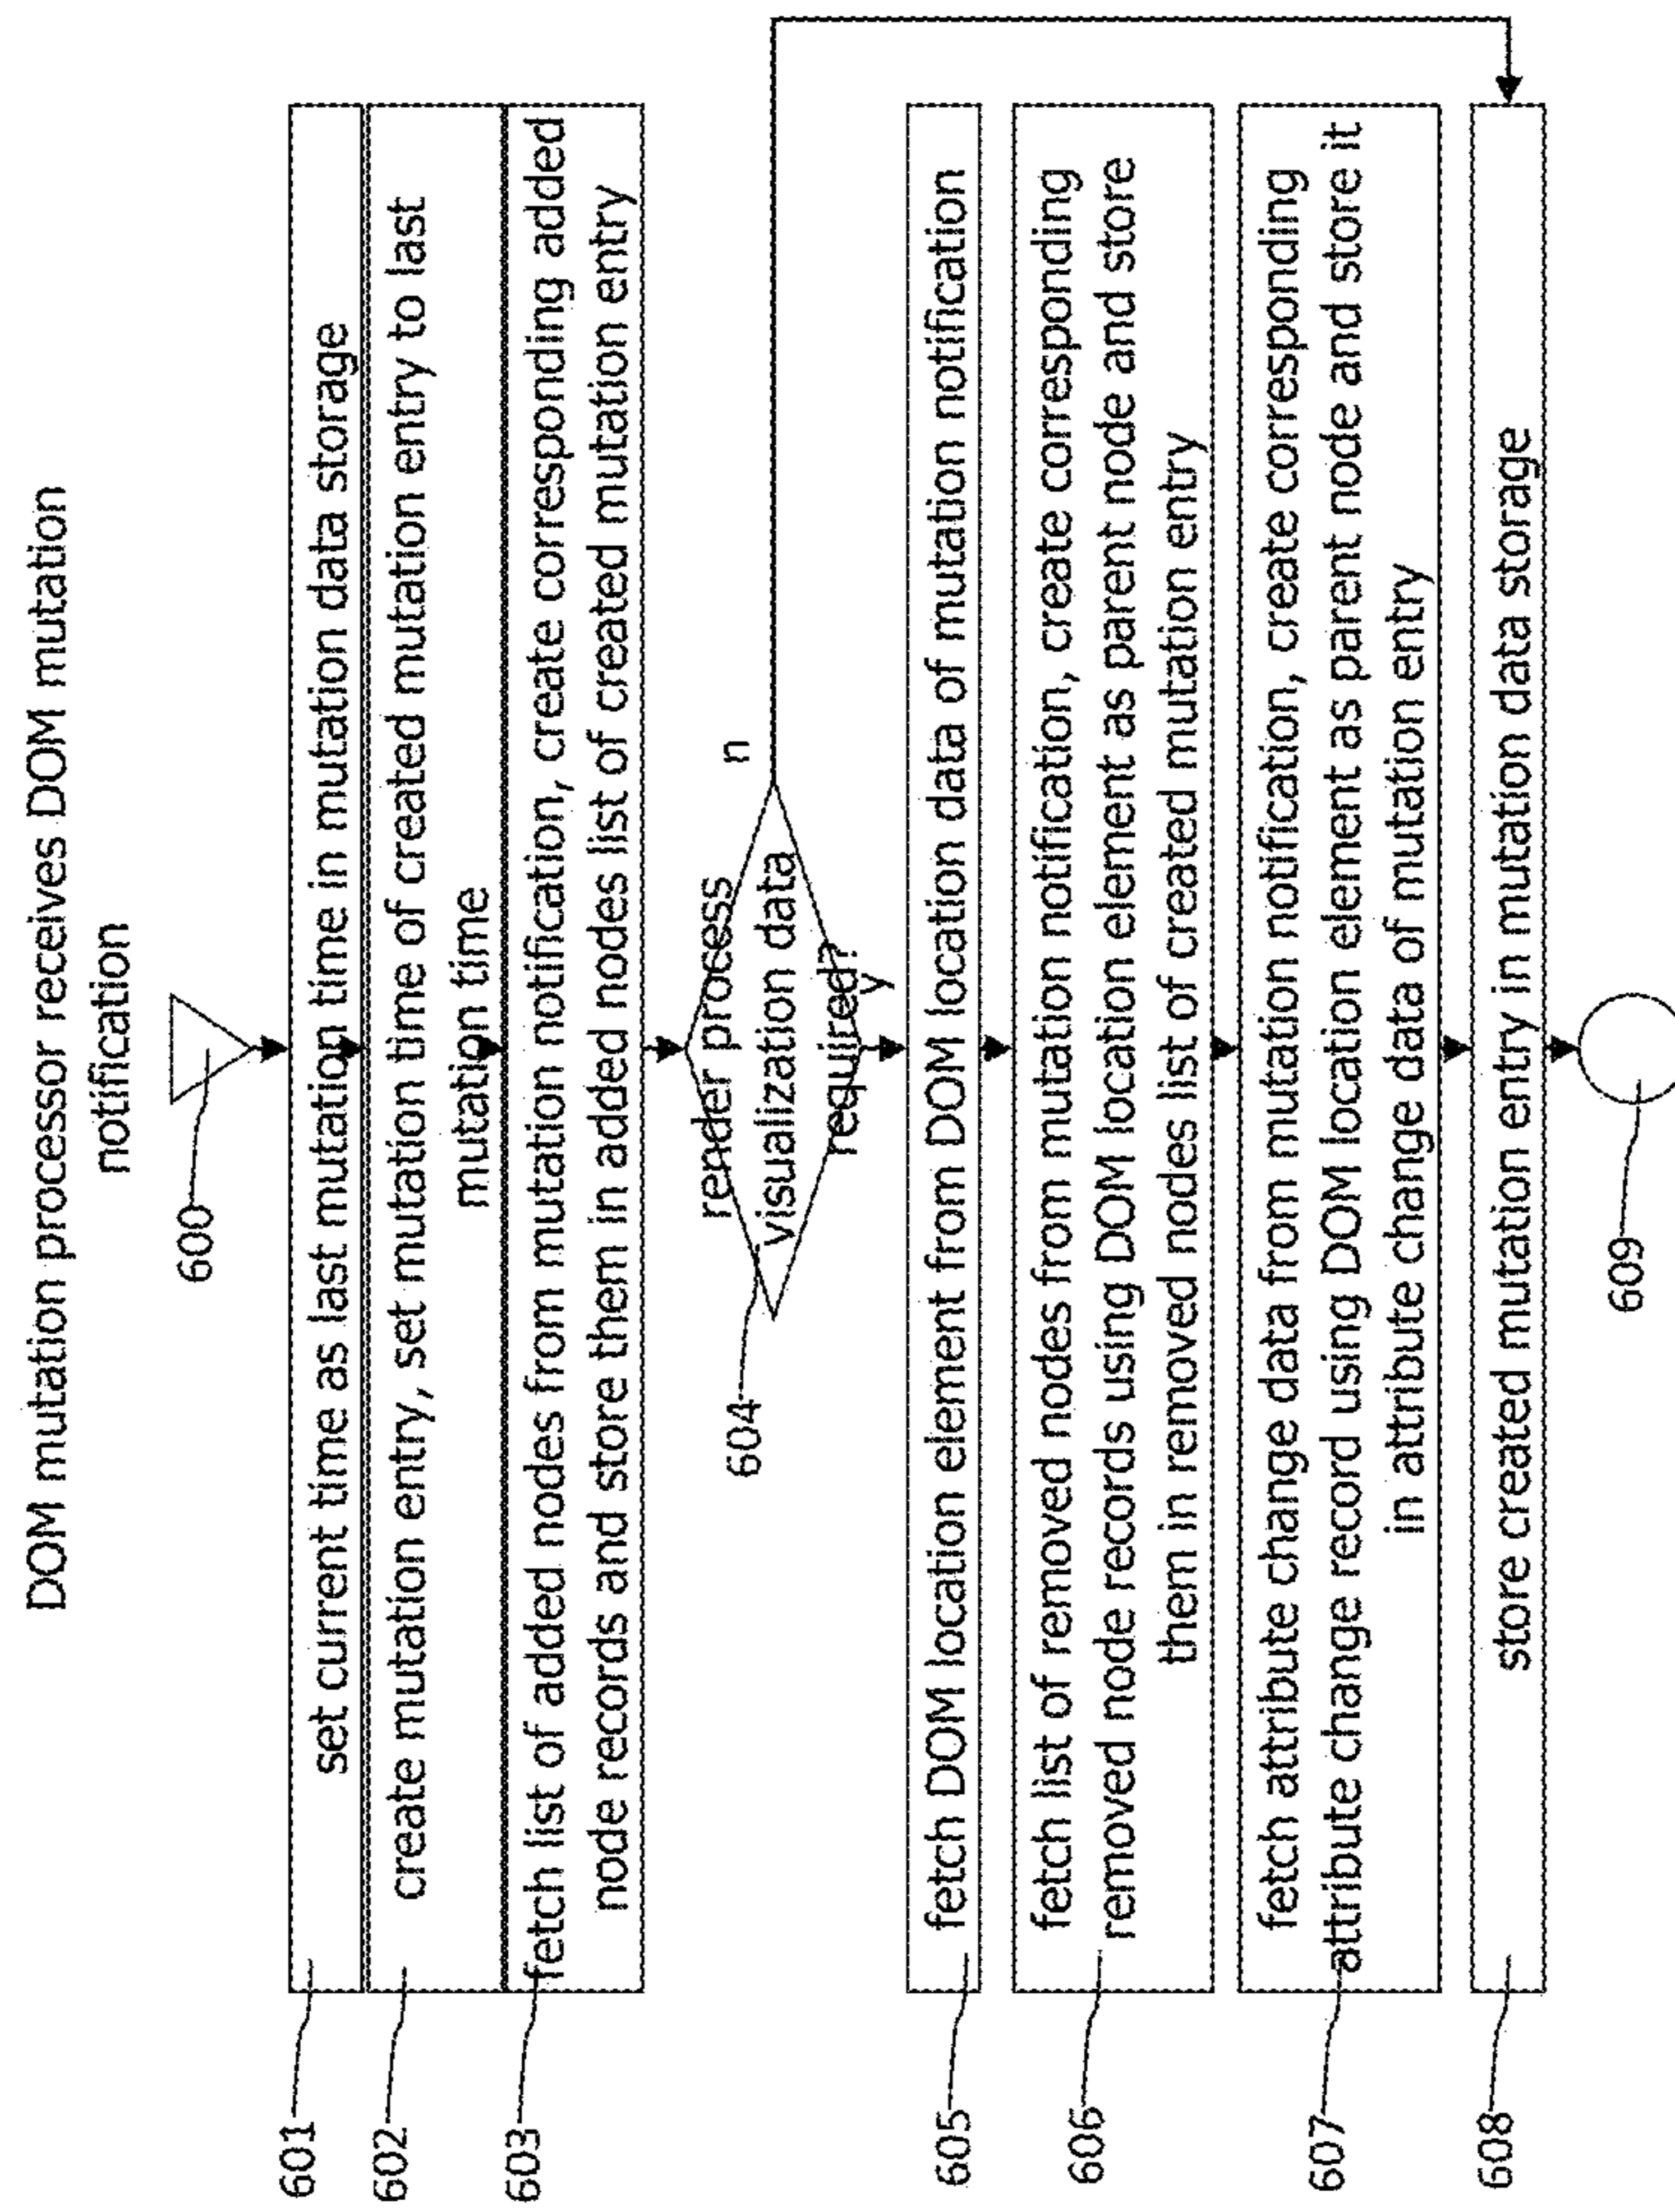 DOM mutation processor receives DOM mutation
notification
600
601
set current time as last mutation time in mutation data storage
602
create mutation entry, set mutation time of created mutation entry to last
mutation time
603
fetch list of added nodes from mutation notification, create corresponding added
node records and store them in added nodes list of created mutation entry
604
render process
visualization data
required?
n
y
605
fetch DOM location element from DOM location data of mutation notification
606
fetch list of removed nodes from mutation notification, create corresponding
removed node records using DOM location element as parent node and store
them in removed nodes list of created mutation entry
607
fetch attribute change data from mutation notification, create corresponding
attribute change record using DOM location element as parent node and store it
in attribute change data of mutation entry
608
store created mutation entry in mutation data storage
609